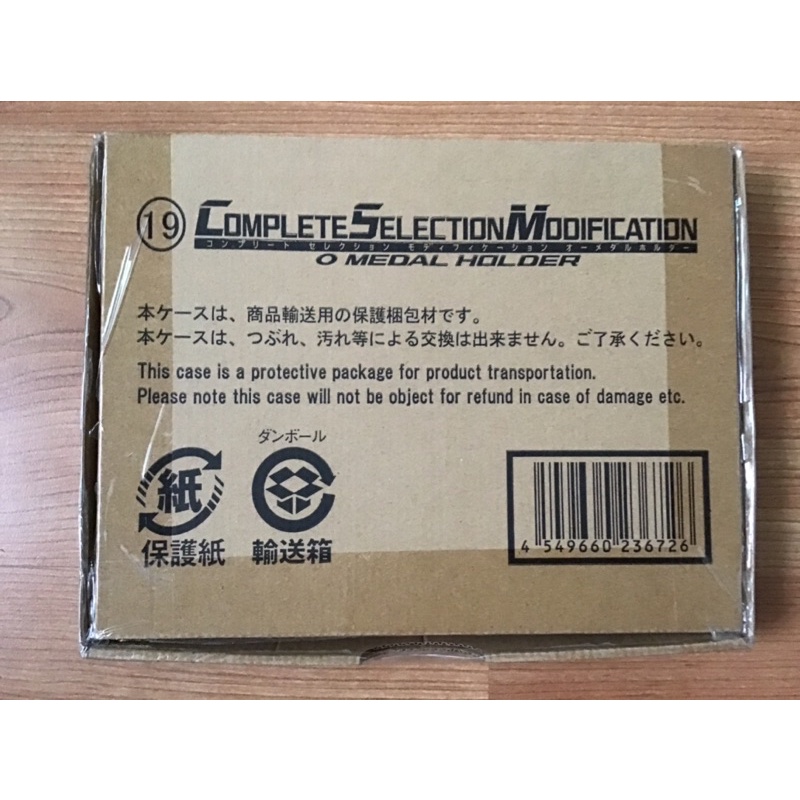 19 COMPLETE SELECTION MODIFICATION
コンプリート セレクション モディフィケーション オーメダルホルダー
O MEDAL HOLDER
本ケースは、商品輸送用の保護梱包材です。
本ケースは、つぶれ、汚れ等による交換は出来ません。ご了承ください。
This case is a protective package for product transportation.
Please note this case will not be object for refund in case of damage etc.
ダンボール
紙
保護紙
輸送箱
4 549660 236726